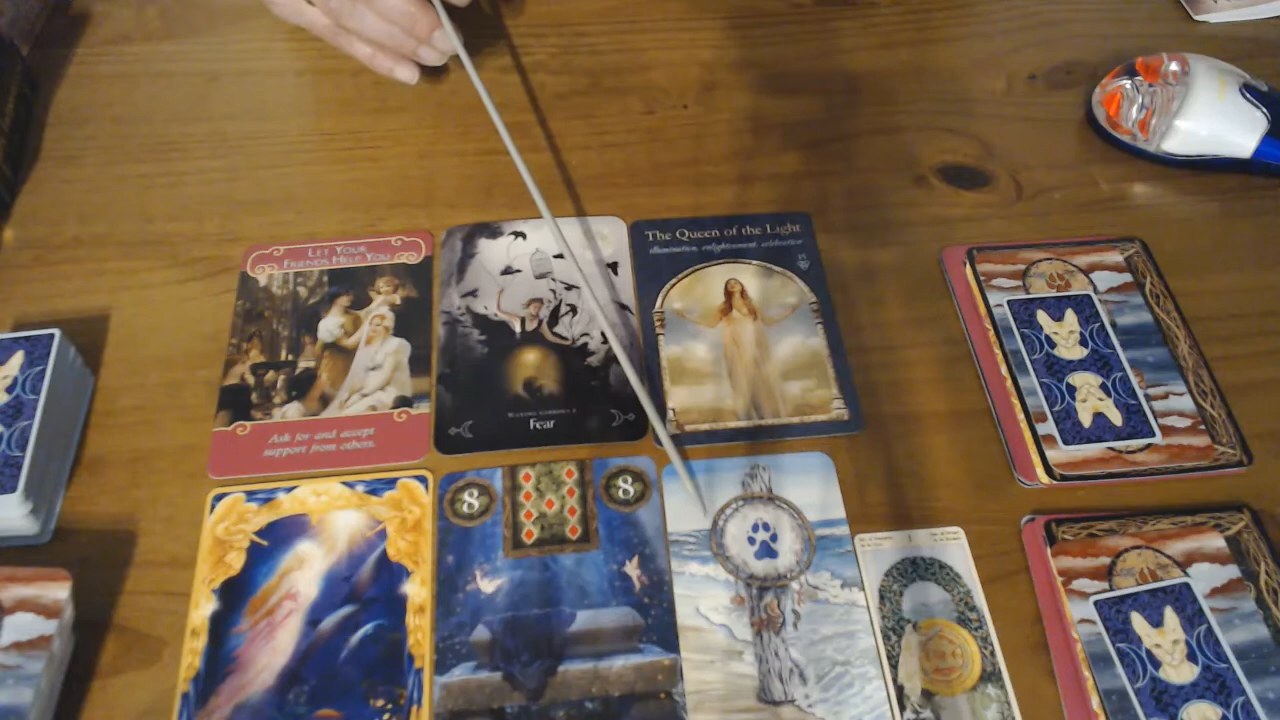 LET YOUR
FRIENDS HELP YOU
Ask for and accept
support from others.
Fear
The Queen of the Light
illumination, enlightenment, celebration
8
8
1